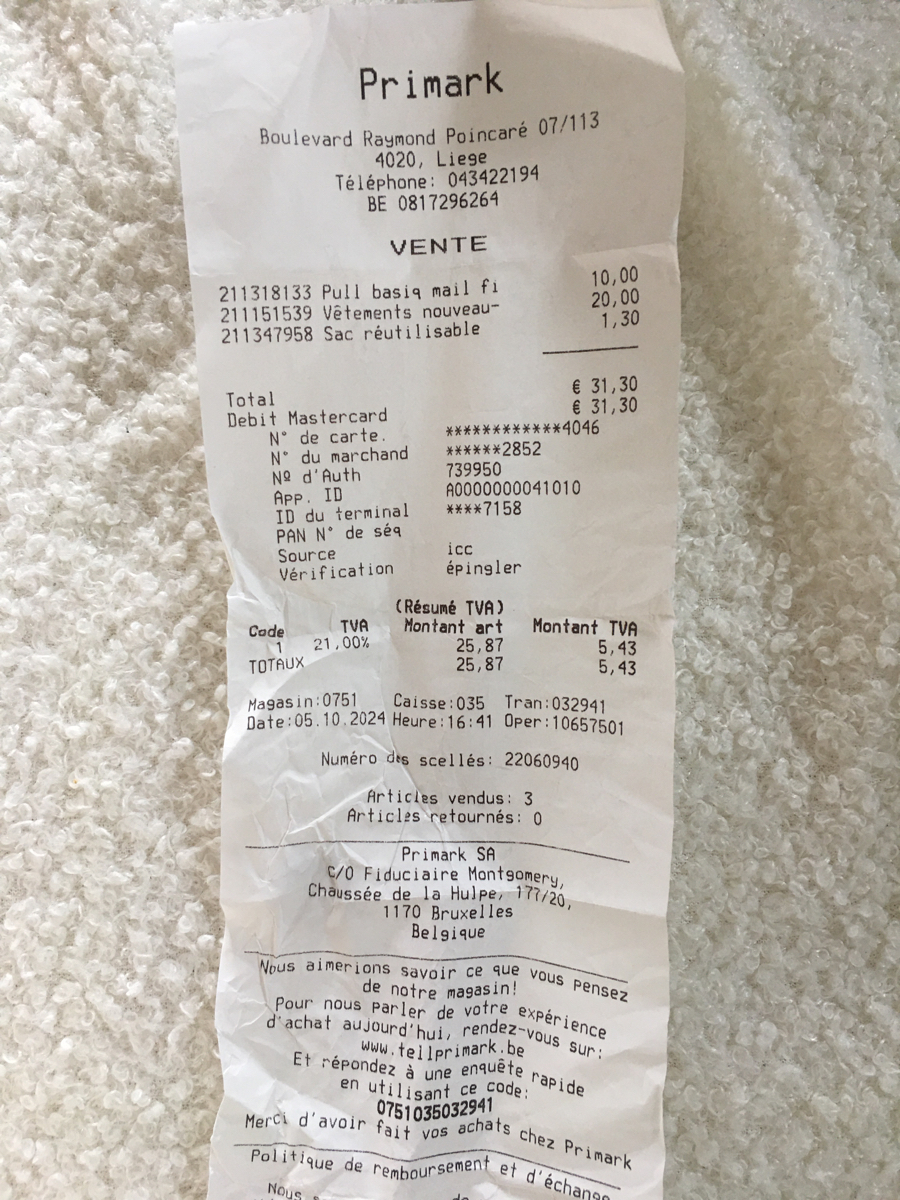 Primark
Boulevard Raymond Poincaré 07/113
4020, Liege
Téléphone: 043422194
BE 0817296264
VENTE
211318133 Pull basiq mail fi 10,00
211151539 Vêtements nouveau- 20,00
211347958 Sac réutilisable 1,30
Total € 31,30
Debit Mastercard € 31,30
N° de carte. ************4046
N° du marchand ******2852
Nº d'Auth 739950
App. ID A0000000041010
ID du terminal ****7158
PAN N° de séq
Source icc
Vérification épingler
(Résumé TVA)
Code TVA Montant art Montant TVA
1 21,00% 25,87 5,43
TOTAUX 25,87 5,43
Magasin:0751 Caisse:035 Tran:032941
Date:05.10.2024 Heure:16:41 Oper:10657501
Numéro des scellés: 22060940
Articles vendus: 3
Articles retournés: 0
Primark SA
C/O Fiduciaire Montgomery,
Chaussée de la Hulpe, 177/20,
1170 Bruxelles
Belgique
Nous aimerions savoir ce que vous pensez
de notre magasin!
Pour nous parler de votre expérience
d'achat aujourd'hui, rendez-vous sur:
www.tellprimark.be
Et répondez à une enquête rapide
en utilisant ce code:
0751035032941
Merci d'avoir fait vos achats chez Primark
Politique de remboursement et d'échange
Nous